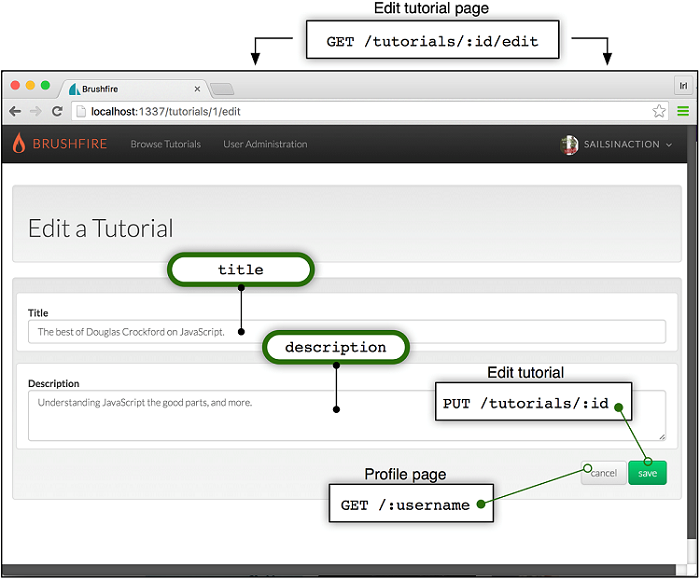 Edit tutorial page
GET /tutorials/:id/edit
Brushfire
Irl
localhost:1337/tutorials/1/edit
BRUSHFIRE Browse Tutorials User Administration SAILSINACTION
Edit a Tutorial
title
Title
The best of Douglas Crockford on JavaScript.
description
Description
Understanding JavaScript the good parts, and more.
Edit tutorial
PUT /tutorials/:id
cancel save
Profile page
GET /:username